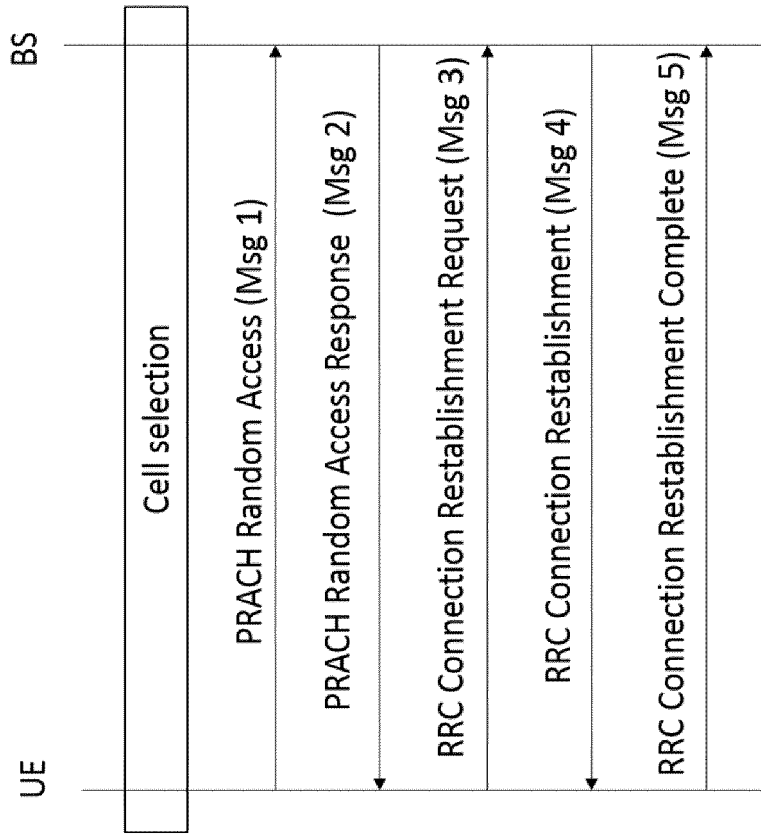 UE
BS
Cell selection
PRACH Random Access (Msg 1)
PRACH Random Access Response (Msg 2)
RRC Connection Restablishment Request (Msg 3)
RRC Connection Restablishment (Msg 4)
RRC Connection Restablishment Complete (Msg 5)